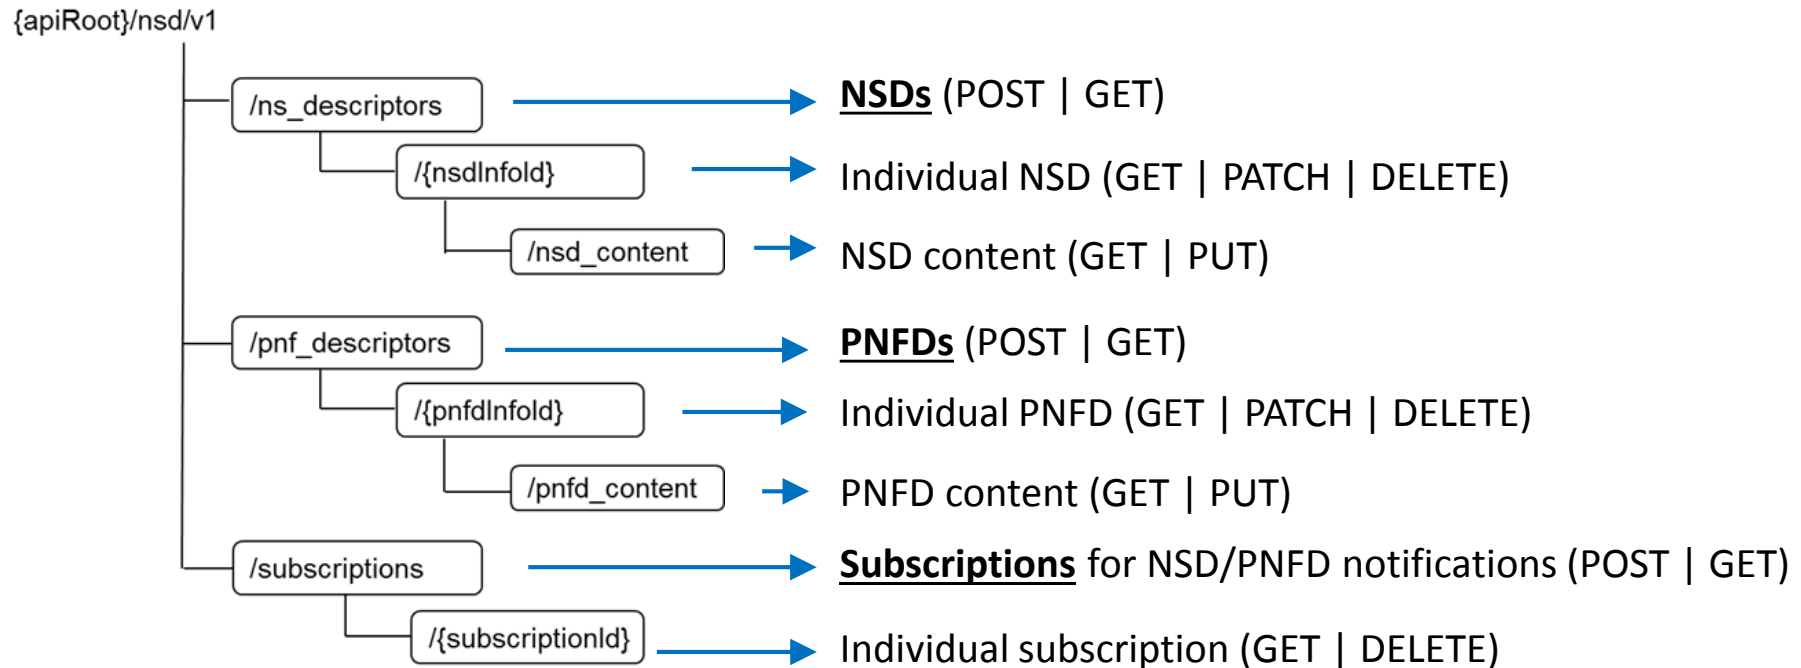 {apiRoot}/nsd/v1
/ns_descriptors
NSDs (POST | GET)
/{nsdInfoId}
Individual NSD (GET | PATCH | DELETE)
/nsd_content
NSD content (GET | PUT)
/pnf_descriptors
PNFDs (POST | GET)
/{pnfdInfoId}
Individual PNFD (GET | PATCH | DELETE)
/pnfd_content
PNFD content (GET | PUT)
/subscriptions
Subscriptions for NSD/PNFD notifications (POST | GET)
/{subscriptionId}
Individual subscription (GET | DELETE)